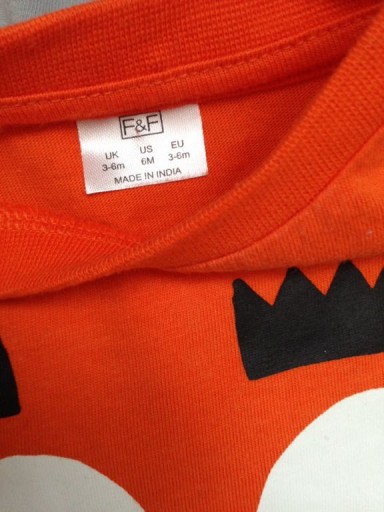 F&F
UK US EU
3-6m 6M 3-6m
MADE IN INDIA